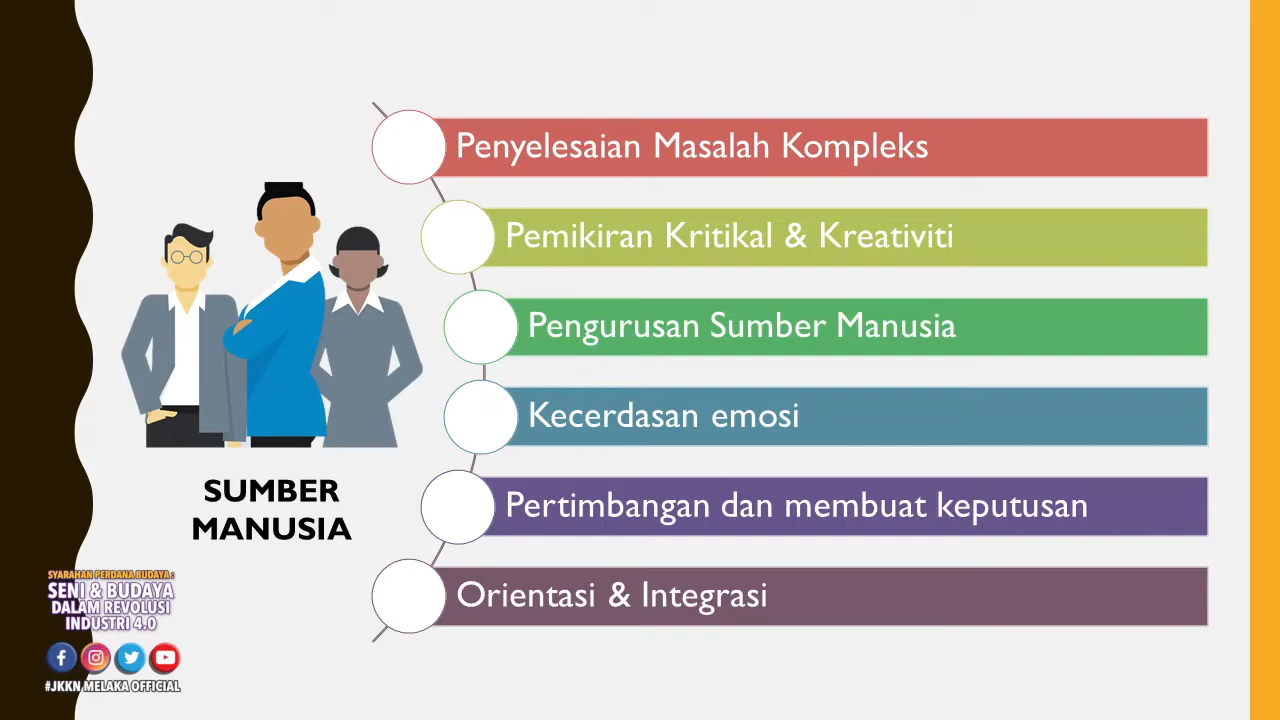 Penyelesaian Masalah Kompleks
Pemikiran Kritikal & Kreativiti
Pengurusan Sumber Manusia
Kecerdasan emosi
Pertimbangan dan membuat keputusan
Orientasi & Integrasi
SUMBER
MANUSIA
SYARAHAN PERDANA BUDAYA :
SENI & BUDAYA
DALAM REVOLUSI
INDUSTRI 4.0
#JKKN MELAKA OFFICIAL